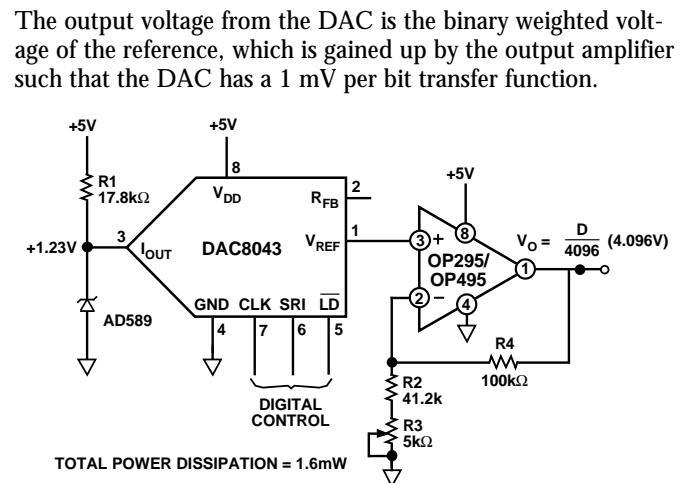 The output voltage from the DAC is the binary weighted volt-
age of the reference, which is gained up by the output amplifier
such that the DAC has a 1 mV per bit transfer function.
+5V
+5V
+5V
R1
17.8kΩ
8
VDD
RFB
2
+1.23V
3
IOUT
DAC8043
VREF
1
3
+
8
OP295/
OP495
1
2
–
4
VO = D/4096 (4.096V)
AD589
GND CLK SRI L̅D̅
4
7
6
5
R4
100kΩ
R2
41.2k
R3
5kΩ
DIGITAL
CONTROL
TOTAL POWER DISSIPATION = 1.6mW